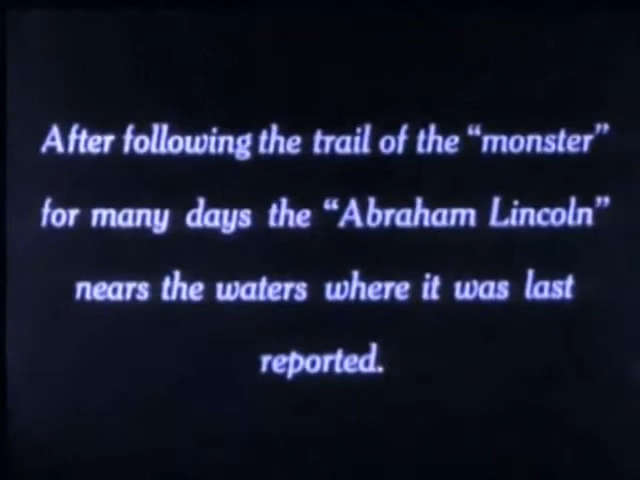 After following the trail of the “monster”
for many days the “Abraham Lincoln”
nears the waters where it was last
reported.